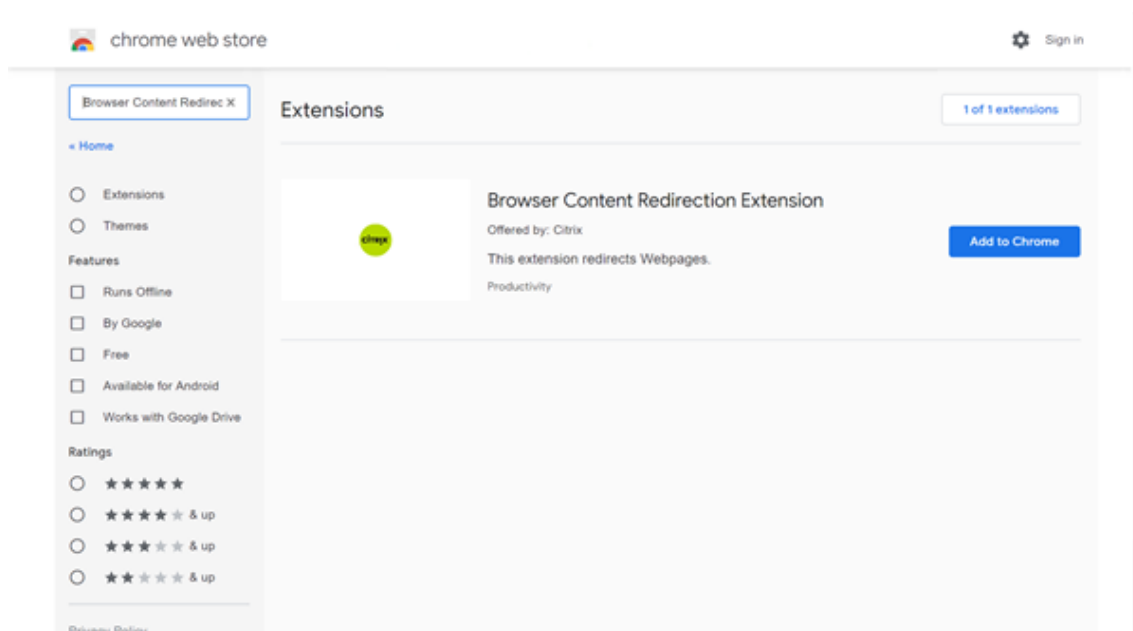 chrome web store
Sign in
Browser Content Redirec X
Extensions
1 of 1 extensions
« Home
Extensions
Themes
Features
Runs Offline
By Google
Free
Available for Android
Works with Google Drive
Ratings
& up
& up
& up
Privacy Policy
citrix
Browser Content Redirection Extension
Offered by: Citrix
This extension redirects Webpages.
Productivity
Add to Chrome